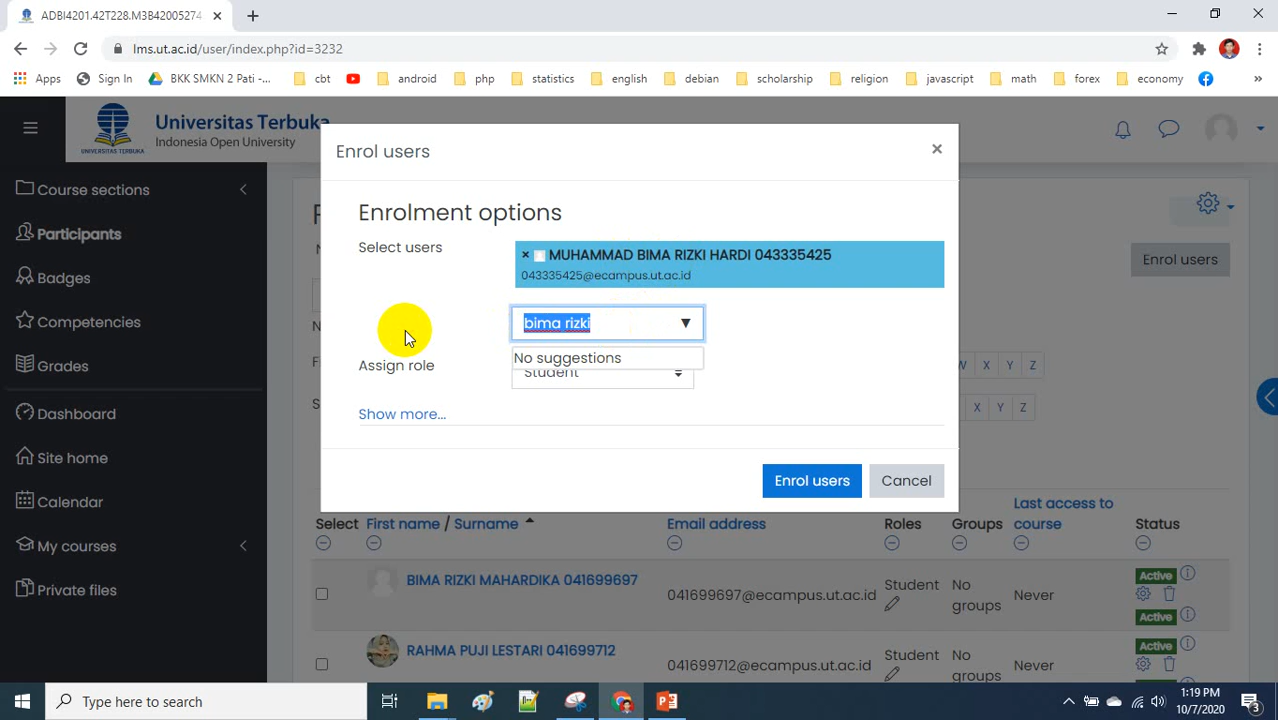 ADBI4201.42T228.M3B42005274
lms.ut.ac.id/user/index.php?id=3232
Apps
Sign In
BKK SMKN 2 Pati -...
cbt
android
php
statistics
english
debian
scholarship
religion
javascript
math
forex
economy
»
Universitas Terbuka
Indonesia Open University
UNIVERSITAS TERBUKA
Course sections
Participants
Badges
Competencies
Grades
Dashboard
Site home
Calendar
My courses
Private files
Enrol users
×
Enrolment options
Select users
× MUHAMMAD BIMA RIZKI HARDI 043335425
043335425@ecampus.ut.ac.id
bima rizki
No suggestions
Assign role
Student
Show more...
Enrol users
Cancel
Enrol users
W X Y Z
X Y Z
Select
First name / Surname
Email address
Roles
Groups
Last access to
course
Status
BIMA RIZKI MAHARDIKA 041699697
041699697@ecampus.ut.ac.id
Student
No
groups
Never
Active
Active
RAHMA PUJI LESTARI 041699712
041699712@ecampus.ut.ac.id
Student
No
groups
Never
Active
Active
Type here to search
1:19 PM
10/7/2020
3